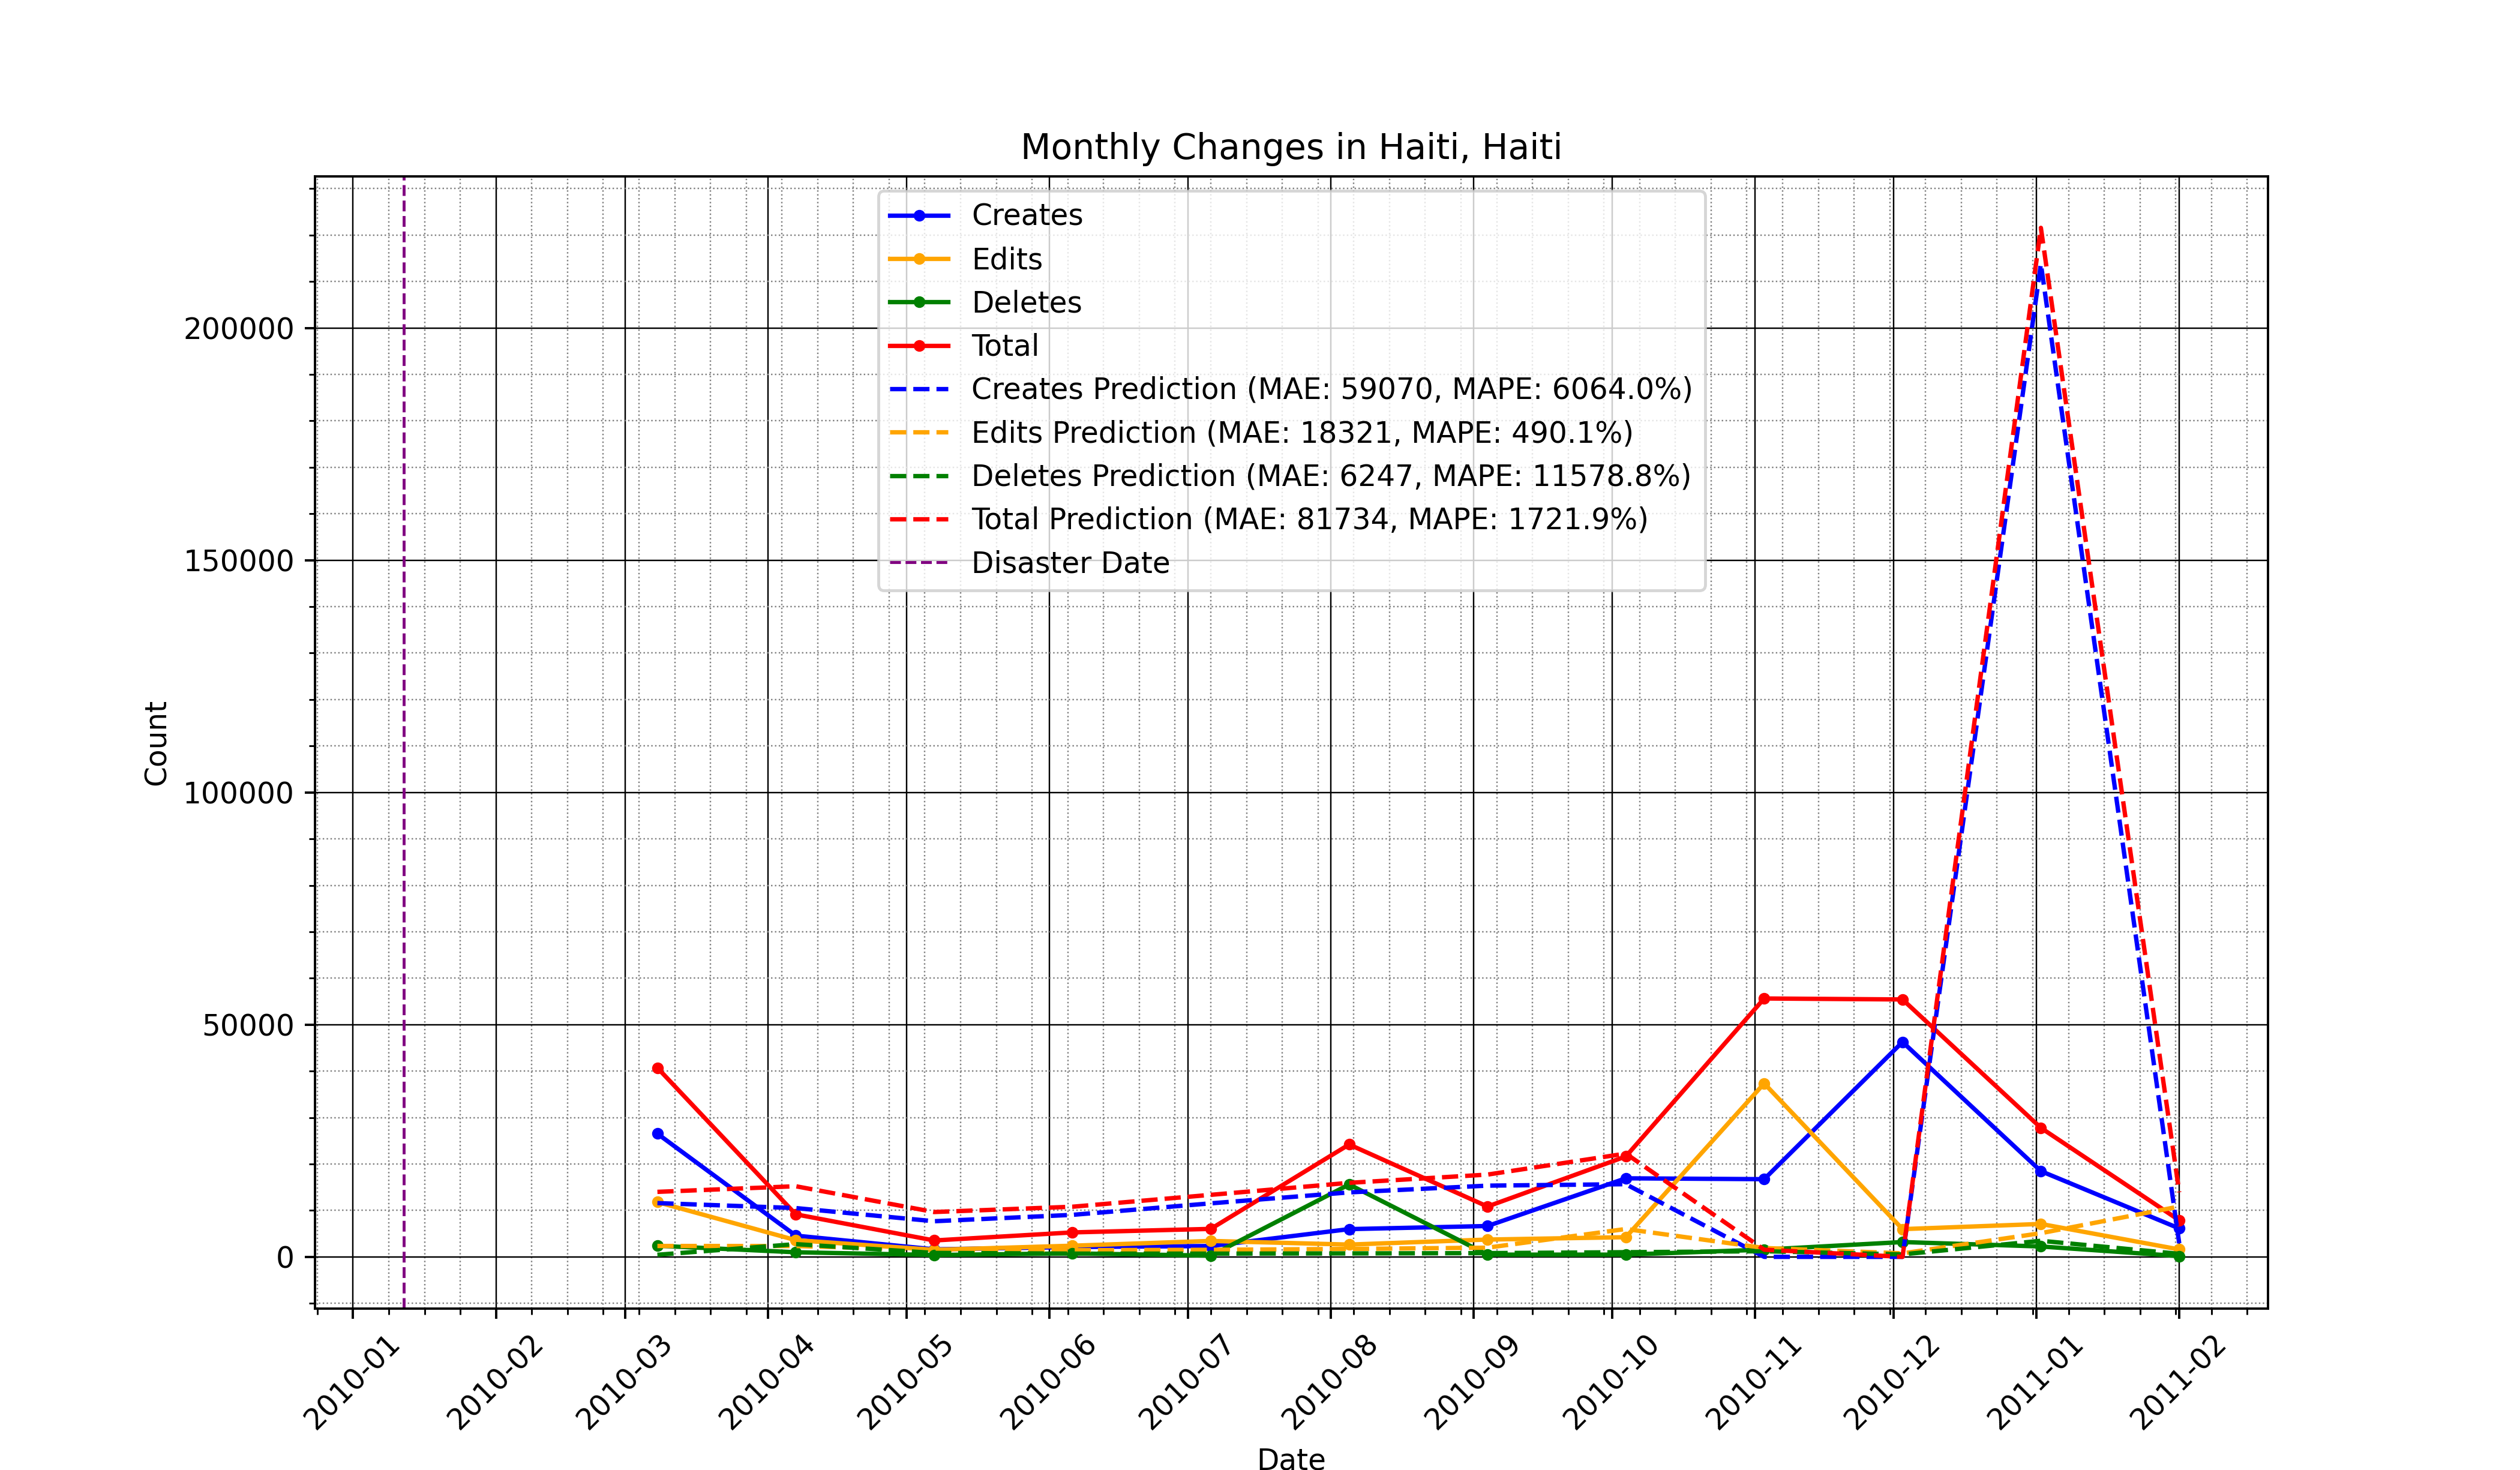 Monthly Changes in Haiti, Haiti
Creates
Edits
Deletes
Total
Creates Prediction (MAE: 59070, MAPE: 6064.0%)
Edits Prediction (MAE: 18321, MAPE: 490.1%)
Deletes Prediction (MAE: 6247, MAPE: 11578.8%)
Total Prediction (MAE: 81734, MAPE: 1721.9%)
Disaster Date
200000
150000
100000
50000
0
Count
2010-01
2010-02
2010-03
2010-04
2010-05
2010-06
2010-07
2010-08
2010-09
2010-10
2010-11
2010-12
2011-01
2011-02
Date